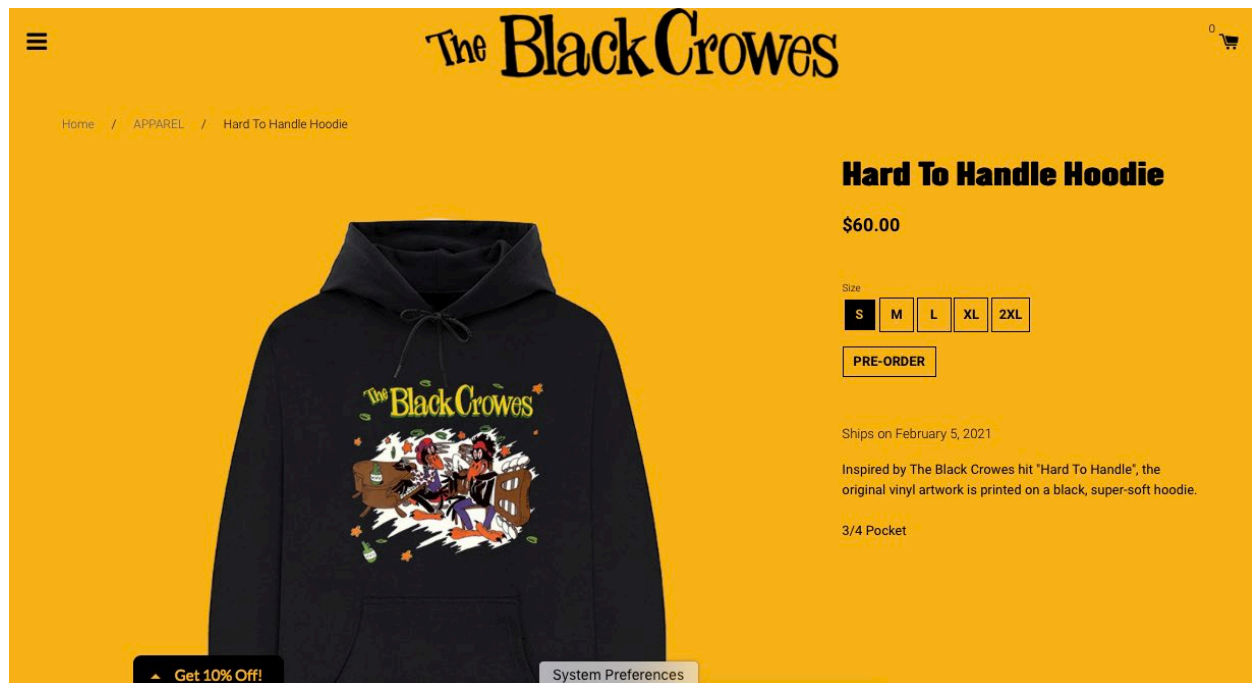 The Black Crowes
0
Home / APPAREL / Hard To Handle Hoodie
Hard To Handle Hoodie
$60.00
Size
S M L XL 2XL
PRE-ORDER
The Black Crowes
Ships on February 5, 2021
Inspired by The Black Crowes hit "Hard To Handle", the
original vinyl artwork is printed on a black, super-soft hoodie.
3/4 Pocket
Get 10% Off!
System Preferences